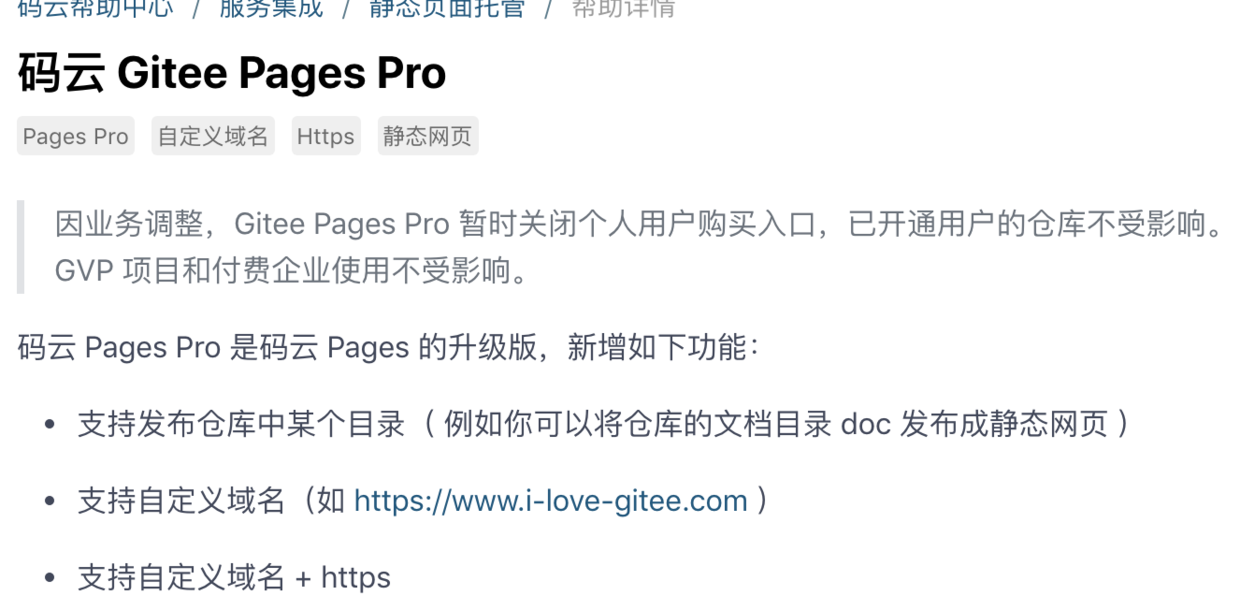 码云帮助中心 / 服务集成 / 静态页面托管 / 帮助详情
码云 Gitee Pages Pro
Pages Pro 自定义域名 Https 静态网页
因业务调整，Gitee Pages Pro 暂时关闭个人用户购买入口，已开通用户的仓库不受影响。
GVP 项目和付费企业使用不受影响。
码云 Pages Pro 是码云 Pages 的升级版，新增如下功能：
• 支持发布仓库中某个目录（ 例如你可以将仓库的文档目录 doc 发布成静态网页 ）
• 支持自定义域名（如 https://www.i-love-gitee.com ）
• 支持自定义域名 + https